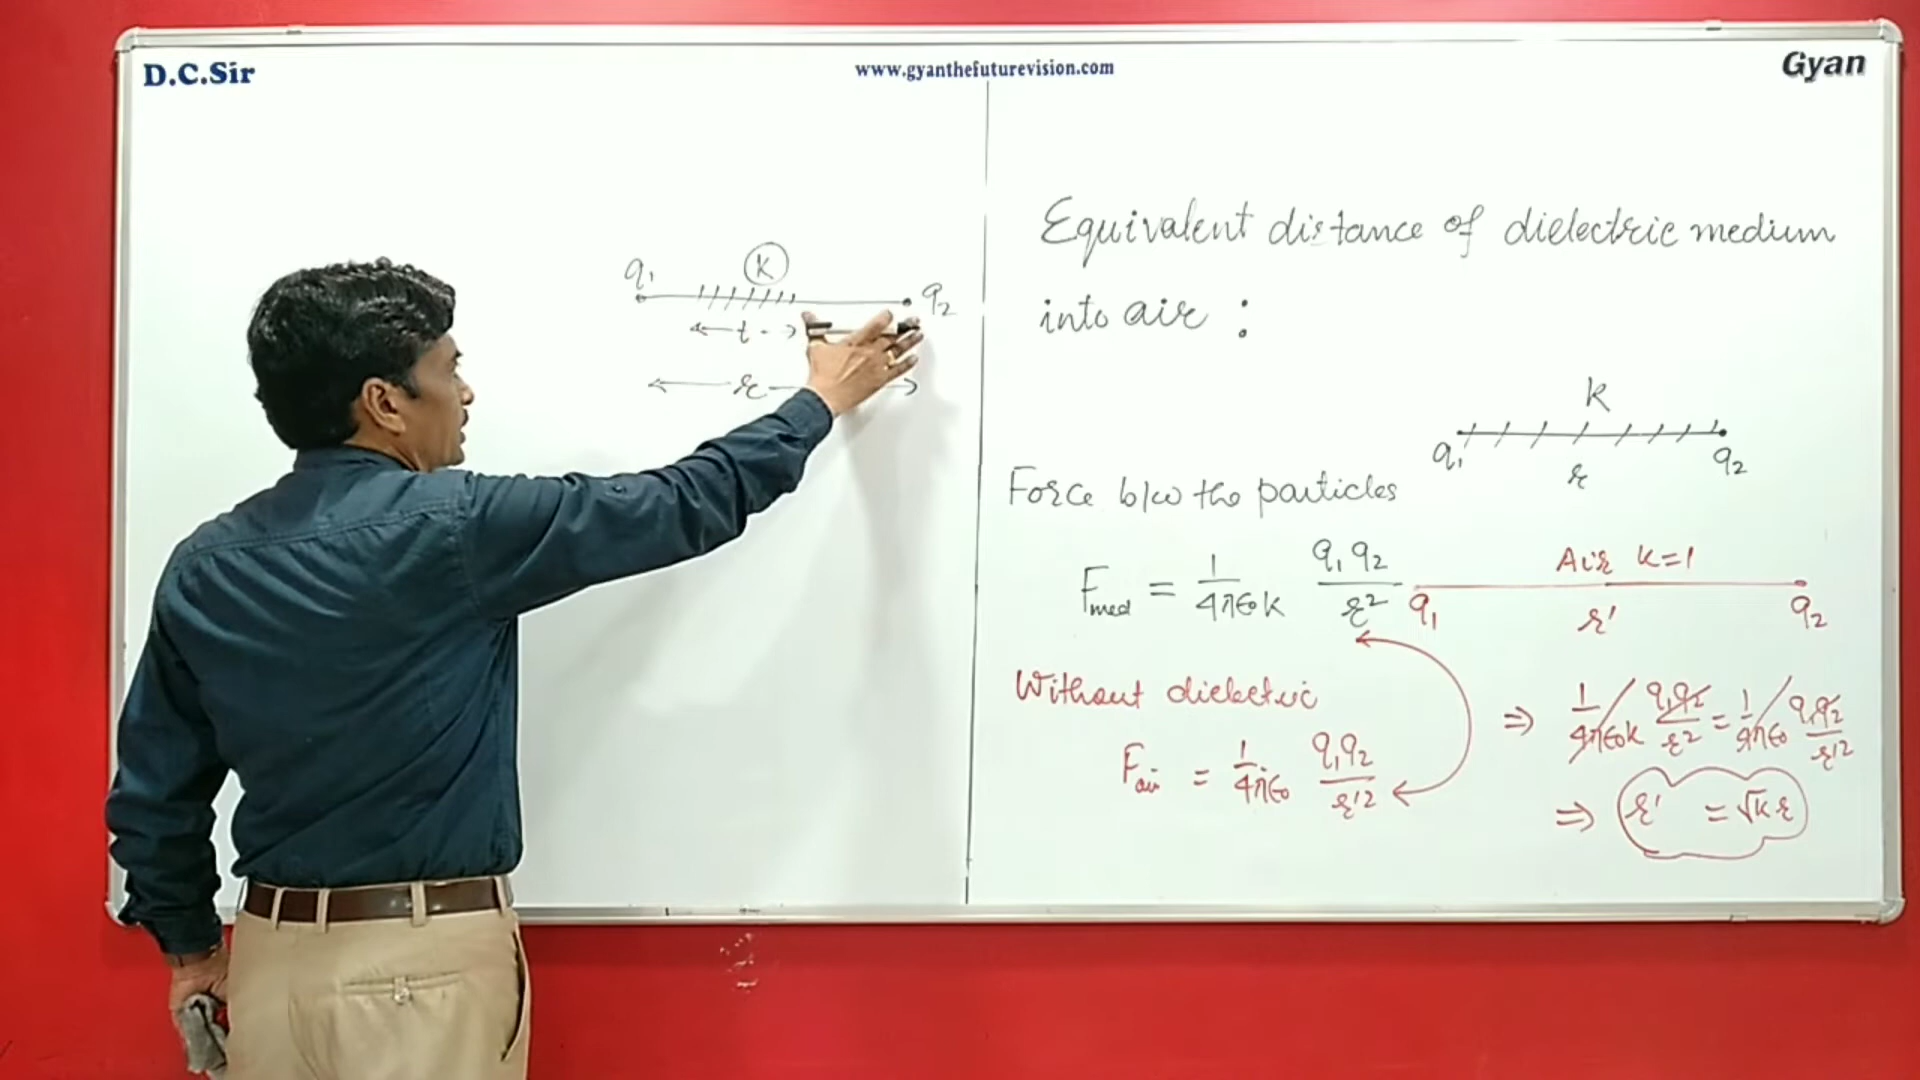 D.C.Sir
www.gyanthefuturevision.com
Gyan
q₁ K q₂
t
r
Equivalent distance of dielectric medium
into air :
K
q₁ r q₂
Force b/w the particles
F_med = 1/4πε₀K q₁q₂/r²
Air K=1
q₁ r' q₂
Without dielectric
F_air = 1/4πε₀ q₁q₂/r'²
⇒ 1/4πε₀K q₁q₂/r² = 1/4πε₀ q₁q₂/r'²
⇒ r' = √K r